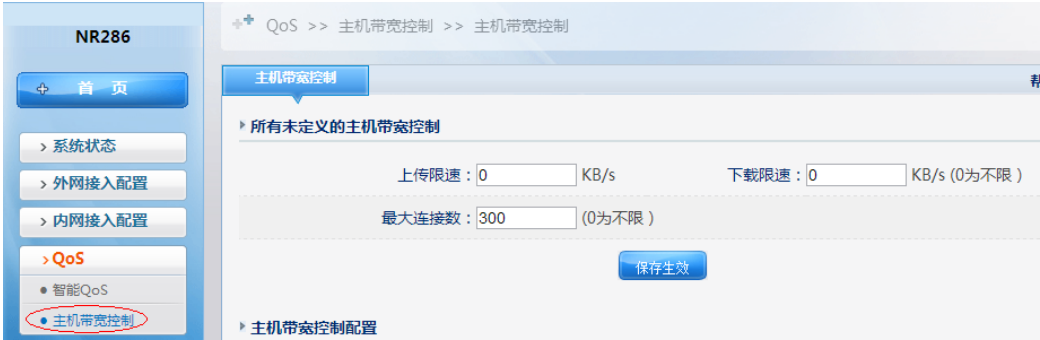 NR286
首 页
系统状态
外网接入配置
内网接入配置
QoS
智能QoS
主机带宽控制
QoS >> 主机带宽控制 >> 主机带宽控制
主机带宽控制
帮
所有未定义的主机带宽控制
上传限速：0 KB/s 下载限速：0 KB/s (0为不限 )
最大连接数：300 (0为不限 )
保存生效
主机带宽控制配置